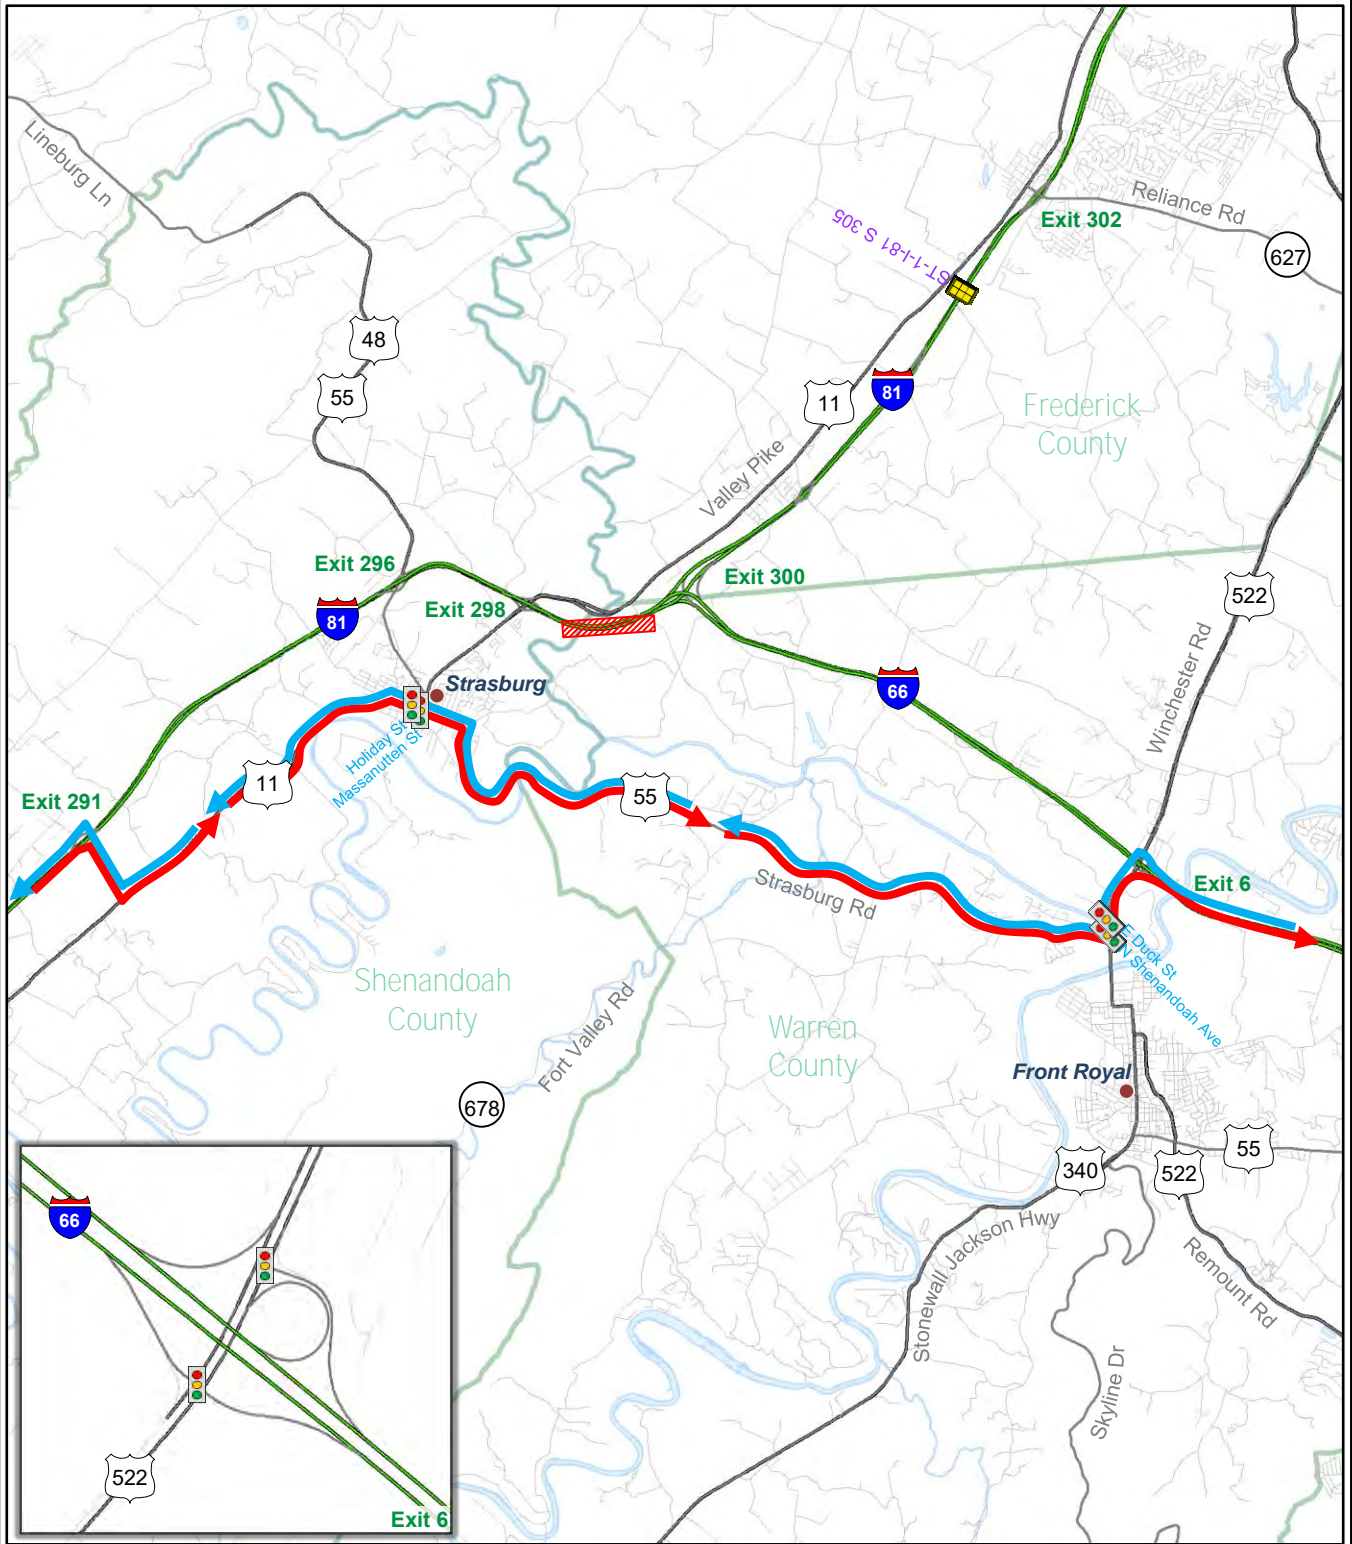 Lineburg Ln
Reliance Rd
Exit 302
627
ST-1-I-81 S 305
48
55
11
81
Frederick
County
Valley Pike
Exit 296
Exit 300
Exit 298
81
522
Winchester Rd
66
Strasburg
Holiday St
Massanutten St
11
55
Exit 291
Strasburg Rd
Exit 6
E Duck St
N Shenandoah Ave
Shenandoah
County
Warren
County
Fort Valley Rd
Front Royal
678
55
340
522
Stonewall Jackson Hwy
Remount Rd
Skyline Dr
66
522
Exit 6